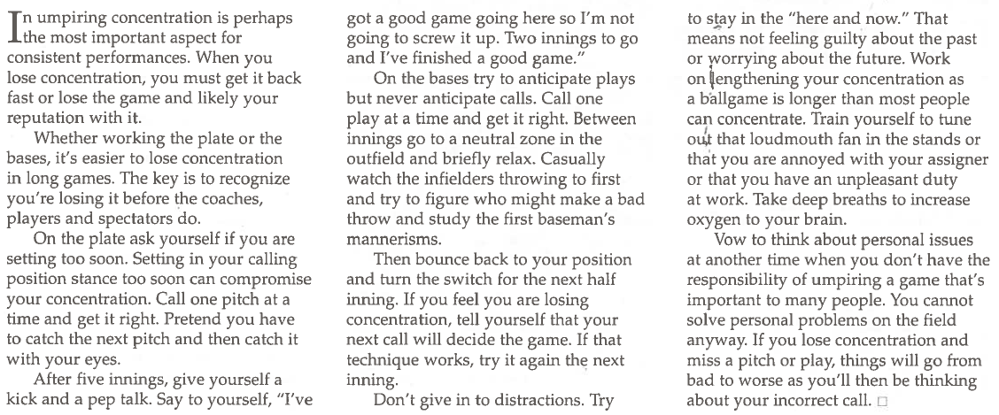 In umpiring concentration is perhaps
the most important aspect for
consistent performances. When you
lose concentration, you must get it back
fast or lose the game and likely your
reputation with it.
Whether working the plate or the
bases, it's easier to lose concentration
in long games. The key is to recognize
you're losing it before the coaches,
players and spectators do.
On the plate ask yourself if you are
setting too soon. Setting in your calling
position stance too soon can compromise
your concentration. Call one pitch at a
time and get it right. Pretend you have
to catch the next pitch and then catch it
with your eyes.
After five innings, give yourself a
kick and a pep talk. Say to yourself, “I've
got a good game going here so I'm not
going to screw it up. Two innings to go
and I've finished a good game.”
On the bases try to anticipate plays
but never anticipate calls. Call one
play at a time and get it right. Between
innings go to a neutral zone in the
outfield and briefly relax. Casually
watch the infielders throwing to first
and try to figure who might make a bad
throw and study the first baseman's
mannerisms.
Then bounce back to your position
and turn the switch for the next half
inning. If you feel you are losing
concentration, tell yourself that your
next call will decide the game. If that
technique works, try it again the next
inning.
Don't give in to distractions. Try
to stay in the “here and now.” That
means not feeling guilty about the past
or worrying about the future. Work
on lengthening your concentration as
a ballgame is longer than most people
can concentrate. Train yourself to tune
out that loudmouth fan in the stands or
that you are annoyed with your assigner
or that you have an unpleasant duty
at work. Take deep breaths to increase
oxygen to your brain.
Vow to think about personal issues
at another time when you don't have the
responsibility of umpiring a game that's
important to many people. You cannot
solve personal problems on the field
anyway. If you lose concentration and
miss a pitch or play, things will go from
bad to worse as you'll then be thinking
about your incorrect call. □